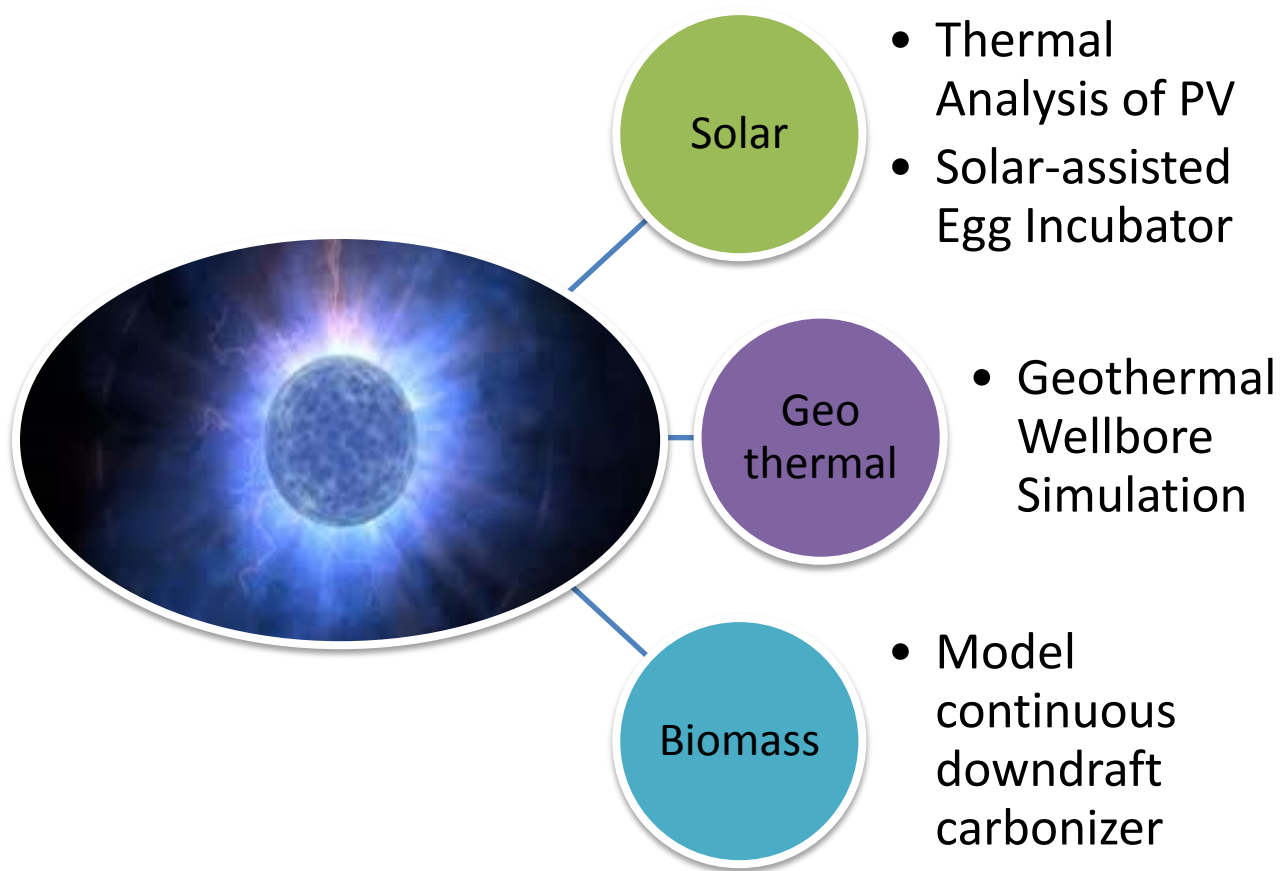 Solar
• Thermal
Analysis of PV
• Solar-assisted
Egg Incubator
Geo
thermal
• Geothermal
Wellbore
Simulation
Biomass
• Model
continuous
downdraft
carbonizer